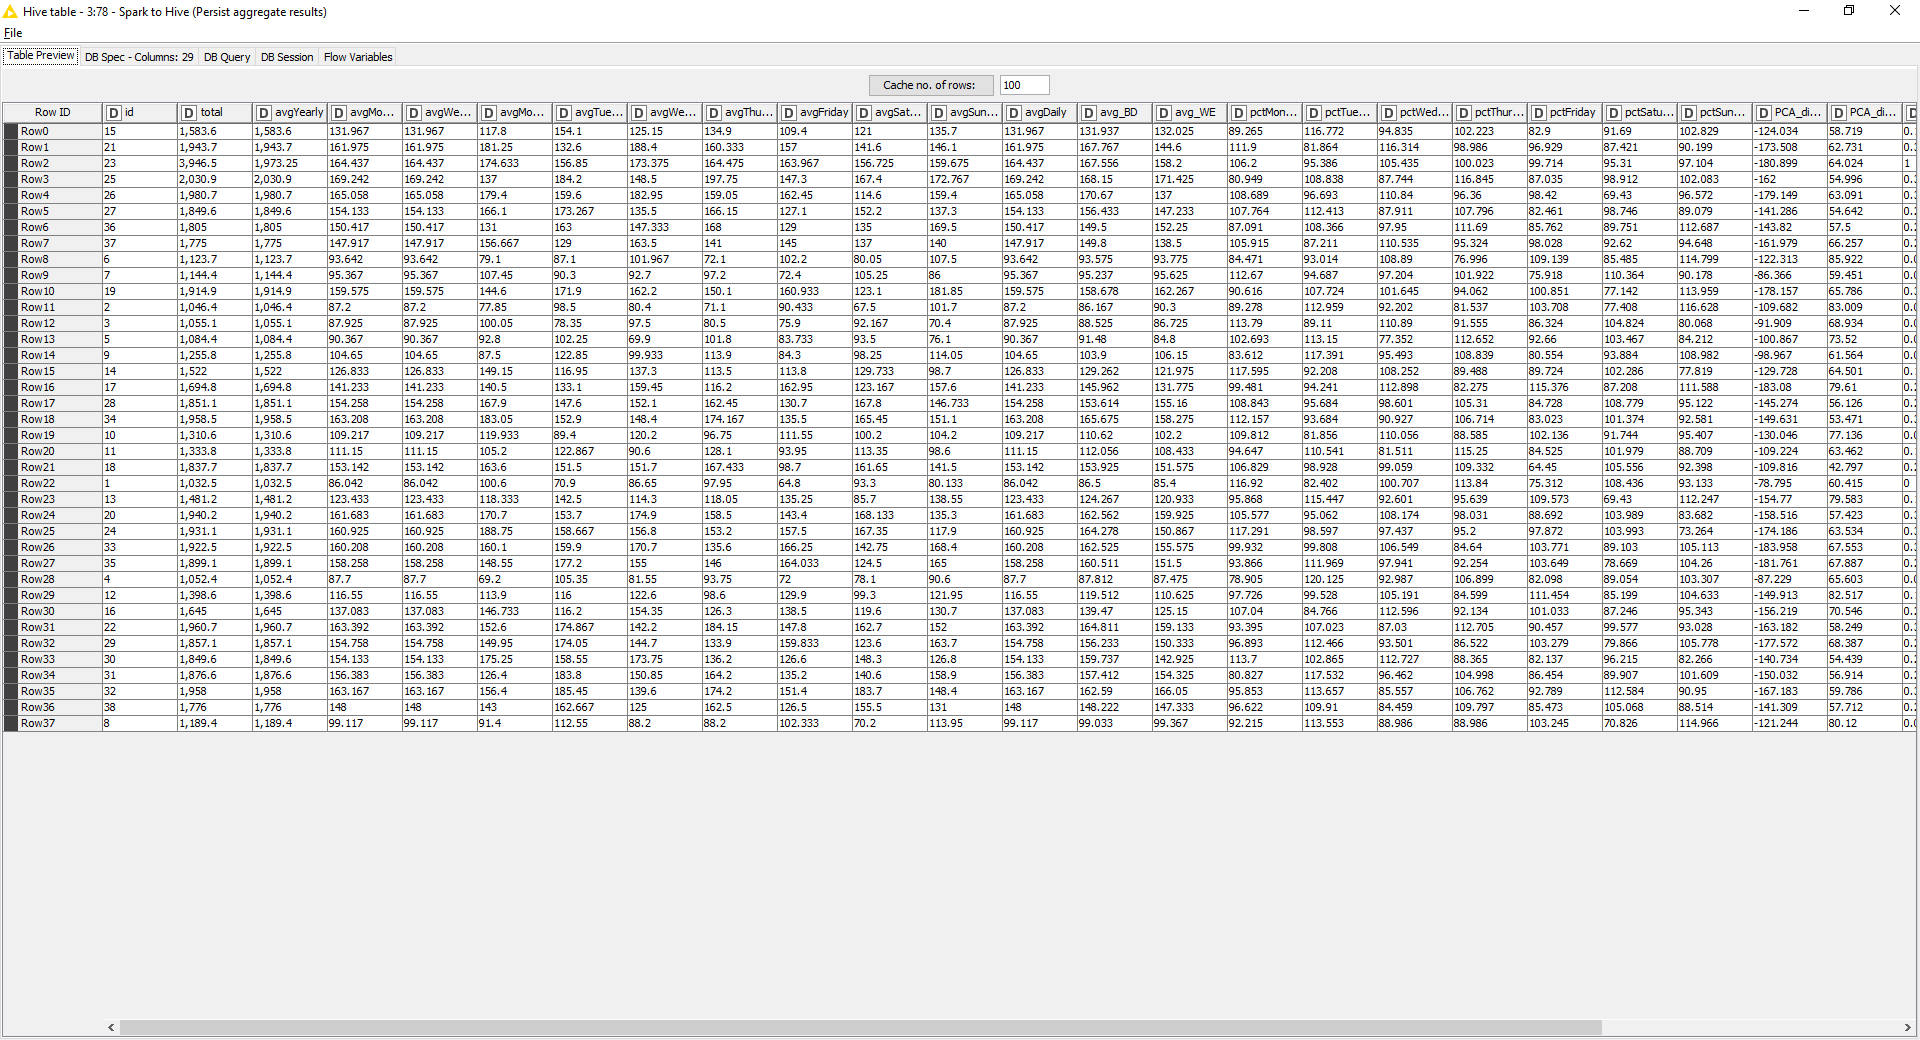 Hive table - 3:78 - Spark to Hive (Persist aggregate results)
File
Table Preview DB Spec - Columns: 29 DB Query DB Session Flow Variables
Cache no. of rows: 100
Row ID D id D total D avgYearly D avgMo... D avgWe... D avgMo... D avgTue... D avgWe... D avgThu... D avgFriday D avgSat... D avgSun... D avgDaily D avg_BD D avg_WE D pctMon... D pctTue... D pctWed... D pctThur... D pctFriday D pctSatu... D pctSun... D PCA_di... D PCA_di... D
Row0 15 1,583.6 1,583.6 131.967 131.967 117.8 154.1 125.15 134.9 109.4 121 135.7 131.967 131.937 132.025 89.265 116.772 94.835 102.223 82.9 91.69 102.829 -124.034 58.719 0.
Row1 21 1,943.7 1,943.7 161.975 161.975 181.25 132.6 188.4 160.333 157 141.6 146.1 161.975 167.767 144.6 111.9 81.864 116.314 98.986 96.929 87.421 90.199 -173.508 62.731 0.
Row2 23 3,946.5 1,973.25 164.437 164.437 174.633 156.85 173.375 164.475 163.967 156.725 159.675 164.437 167.556 158.2 106.2 95.386 105.435 100.023 99.714 95.31 97.104 -180.899 64.024 1
Row3 25 2,030.9 2,030.9 169.242 169.242 137 184.2 148.5 197.75 147.3 167.4 172.767 169.242 168.15 171.425 80.949 108.838 87.744 116.845 87.035 98.912 102.083 -162 54.996 0.
Row4 26 1,980.7 1,980.7 165.058 165.058 179.4 159.6 182.95 159.05 162.45 114.6 159.4 165.058 170.67 137 108.689 96.693 110.84 96.36 98.42 69.43 96.572 -179.149 63.091 0.
Row5 27 1,849.6 1,849.6 154.133 154.133 166.1 173.267 135.5 166.15 127.1 152.2 137.3 154.133 156.433 147.233 107.764 112.413 87.911 107.796 82.461 98.746 89.079 -141.286 54.642 0.
Row6 36 1,805 1,805 150.417 150.417 131 163 147.333 168 129 135 169.5 150.417 149.5 152.25 87.091 108.366 97.95 111.69 85.762 89.751 112.687 -143.82 57.5 0.
Row7 37 1,775 1,775 147.917 147.917 156.667 129 163.5 141 145 137 140 147.917 149.8 138.5 105.915 87.211 110.535 95.324 98.028 92.62 94.648 -161.979 66.257 0.
Row8 6 1,123.7 1,123.7 93.642 93.642 79.1 87.1 101.967 72.1 102.2 80.05 107.5 93.642 93.575 93.775 84.471 93.014 108.89 76.996 109.139 85.485 114.799 -122.313 85.922 0.
Row9 7 1,144.4 1,144.4 95.367 95.367 107.45 90.3 92.7 97.2 72.4 105.25 86 95.367 95.237 95.625 112.67 94.687 97.204 101.922 75.918 110.364 90.178 -86.366 59.451 0.
Row10 19 1,914.9 1,914.9 159.575 159.575 144.6 171.9 162.2 150.1 160.933 123.1 181.85 159.575 158.678 162.267 90.616 107.724 101.645 94.062 100.851 77.142 113.959 -178.157 65.786 0.
Row11 2 1,046.4 1,046.4 87.2 87.2 77.85 98.5 80.4 71.1 90.433 67.5 101.7 87.2 86.167 90.3 89.278 112.959 92.202 81.537 103.708 77.408 116.628 -109.682 83.009 0.
Row12 3 1,055.1 1,055.1 87.925 87.925 100.05 78.35 97.5 80.5 75.9 92.167 70.4 87.925 88.525 86.725 113.79 89.11 110.89 91.555 86.324 104.824 80.068 -91.909 68.934 0.
Row13 5 1,084.4 1,084.4 90.367 90.367 92.8 102.25 69.9 101.8 83.733 93.5 76.1 90.367 91.48 84.8 102.693 113.15 77.352 112.652 92.66 103.467 84.212 -100.867 73.52 0.
Row14 9 1,255.8 1,255.8 104.65 104.65 87.5 122.85 99.933 113.9 84.3 98.25 114.05 104.65 103.9 106.15 83.612 117.391 95.493 108.839 80.554 93.884 108.982 -98.967 61.564 0.
Row15 14 1,522 1,522 126.833 126.833 149.15 116.95 137.3 113.5 113.8 129.733 98.7 126.833 129.262 121.975 117.595 92.208 108.252 89.488 89.724 102.286 77.819 -129.728 64.501 0.
Row16 17 1,694.8 1,694.8 141.233 141.233 140.5 133.1 159.45 116.2 162.95 123.167 157.6 141.233 145.962 131.775 99.481 94.241 112.898 82.275 115.376 87.208 111.588 -183.08 79.61 0.
Row17 28 1,851.1 1,851.1 154.258 154.258 167.9 147.6 152.1 162.45 130.7 167.8 146.733 154.258 153.614 155.16 108.843 95.684 98.601 105.31 84.728 108.779 95.122 -145.274 56.126 0.
Row18 34 1,958.5 1,958.5 163.208 163.208 183.05 152.9 148.4 174.167 135.5 165.45 151.1 163.208 165.675 158.275 112.157 93.684 90.927 106.714 83.023 101.374 92.581 -149.631 53.471 0.
Row19 10 1,310.6 1,310.6 109.217 109.217 119.933 89.4 120.2 96.75 111.55 100.2 104.2 109.217 110.62 102.2 109.812 81.856 110.056 88.585 102.136 91.744 95.407 -130.046 77.136 0.
Row20 11 1,333.8 1,333.8 111.15 111.15 105.2 122.867 90.6 128.1 93.95 113.35 98.6 111.15 112.056 108.433 94.647 110.541 81.511 115.25 84.525 101.979 88.709 -109.224 63.462 0.
Row21 18 1,837.7 1,837.7 153.142 153.142 163.6 151.5 151.7 167.433 98.7 161.65 141.5 153.142 153.925 151.575 106.829 98.928 99.059 109.332 64.45 105.556 92.398 -109.816 42.797 0.
Row22 1 1,032.5 1,032.5 86.042 86.042 100.6 70.9 86.65 97.95 64.8 93.3 80.133 86.042 86.5 85.4 116.92 82.402 100.707 113.84 75.312 108.436 93.133 -78.795 60.415 0
Row23 13 1,481.2 1,481.2 123.433 123.433 118.333 142.5 114.3 118.05 135.25 85.7 138.55 123.433 124.267 120.933 95.868 115.447 92.601 95.639 109.573 69.43 112.247 -154.77 79.583 0.
Row24 20 1,940.2 1,940.2 161.683 161.683 170.7 153.7 174.9 158.5 143.4 168.133 135.3 161.683 162.562 159.925 105.577 95.062 108.174 98.031 88.692 103.989 83.682 -158.516 57.423 0.
Row25 24 1,931.1 1,931.1 160.925 160.925 188.75 158.667 156.8 153.2 157.5 167.35 117.9 160.925 164.278 150.867 117.291 98.597 97.437 95.2 97.872 103.993 73.264 -174.186 63.534 0.
Row26 33 1,922.5 1,922.5 160.208 160.208 160.1 159.9 170.7 135.6 166.25 142.75 168.4 160.208 162.525 155.575 99.932 99.808 106.549 84.64 103.771 89.103 105.113 -183.958 67.553 0.
Row27 35 1,899.1 1,899.1 158.258 158.258 148.55 177.2 155 146 164.033 124.5 165 158.258 160.511 151.5 93.866 111.969 97.941 92.254 103.649 78.669 104.26 -181.761 67.887 0.
Row28 4 1,052.4 1,052.4 87.7 87.7 69.2 105.35 81.55 93.75 72 78.1 90.6 87.7 87.812 87.475 78.905 120.125 92.987 106.899 82.098 89.054 103.307 -87.229 65.603 0.
Row29 12 1,398.6 1,398.6 116.55 116.55 113.9 116 122.6 98.6 129.9 99.3 121.95 116.55 119.512 110.625 97.726 99.528 105.191 84.599 111.454 85.199 104.633 -149.913 82.517 0.
Row30 16 1,645 1,645 137.083 137.083 146.733 116.2 154.35 126.3 138.5 119.6 130.7 137.083 139.47 125.15 107.04 84.766 112.596 92.134 101.033 87.246 95.343 -156.219 70.546 0.
Row31 22 1,960.7 1,960.7 163.392 163.392 152.6 174.867 142.2 184.15 147.8 162.7 152 163.392 164.811 159.133 93.395 107.023 87.03 112.705 90.457 99.577 93.028 -163.182 58.249 0.
Row32 29 1,857.1 1,857.1 154.758 154.758 149.95 174.05 144.7 133.9 159.833 123.6 163.7 154.758 156.233 150.333 96.893 112.466 93.501 86.522 103.279 79.866 105.778 -177.572 68.387 0.
Row33 30 1,849.6 1,849.6 154.133 154.133 175.25 158.55 173.75 136.2 126.6 148.3 126.8 154.133 159.737 142.925 113.7 102.865 112.727 88.365 82.137 96.215 82.266 -140.734 54.439 0.
Row34 31 1,876.6 1,876.6 156.383 156.383 126.4 183.8 150.85 164.2 135.2 140.6 158.9 156.383 157.412 154.325 80.827 117.532 96.462 104.998 86.454 89.907 101.609 -150.032 56.914 0.
Row35 32 1,958 1,958 163.167 163.167 156.4 185.45 139.6 174.2 151.4 183.7 148.4 163.167 162.59 166.05 95.853 113.657 85.557 106.762 92.789 112.584 90.95 -167.183 59.786 0.
Row36 38 1,776 1,776 148 148 143 162.667 125 162.5 126.5 155.5 131 148 148.222 147.333 96.622 109.91 84.459 109.797 85.473 105.068 88.514 -141.309 57.712 0.
Row37 8 1,189.4 1,189.4 99.117 99.117 91.4 112.55 88.2 88.2 102.333 70.2 113.95 99.117 99.033 99.367 92.215 113.553 88.986 88.986 103.245 70.826 114.966 -121.244 80.12 0.